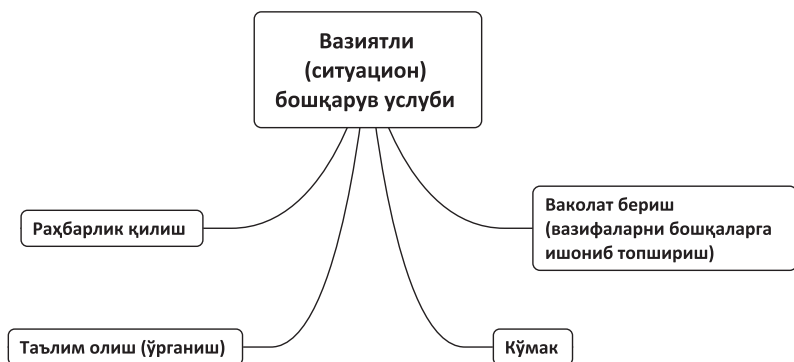 Вазиятли
(ситуацион)
бошқарув услуби
Раҳбарлик қилиш
Ваколат бериш
(вазифаларни бошқаларга
ишониб топшириш)
Таълим олиш (ўрганиш)
Кўмак